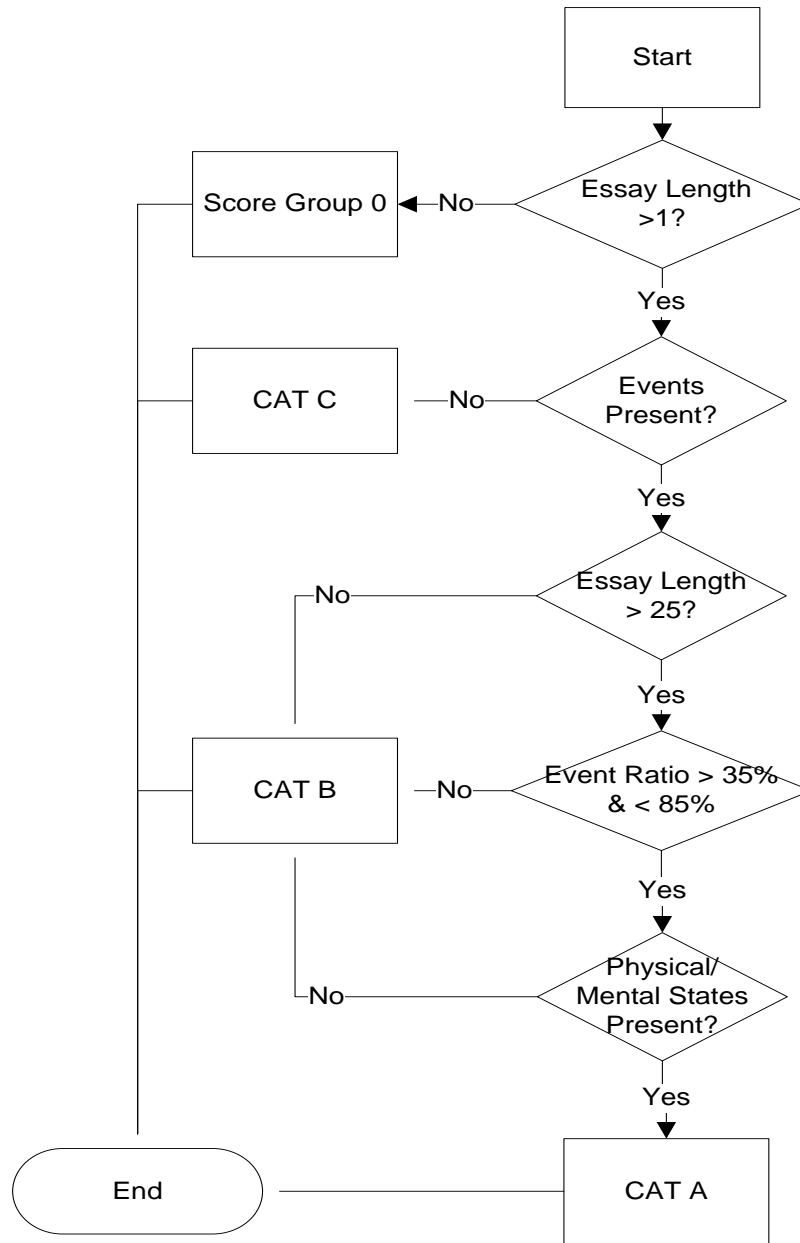 Start
Essay Length
>1?
No
Score Group 0
Yes
Events
Present?
No
CAT C
Yes
Essay Length
> 25?
No
Yes
Event Ratio > 35%
& < 85%
No
CAT B
Yes
Physical/
Mental States
Present?
No
Yes
CAT A
End